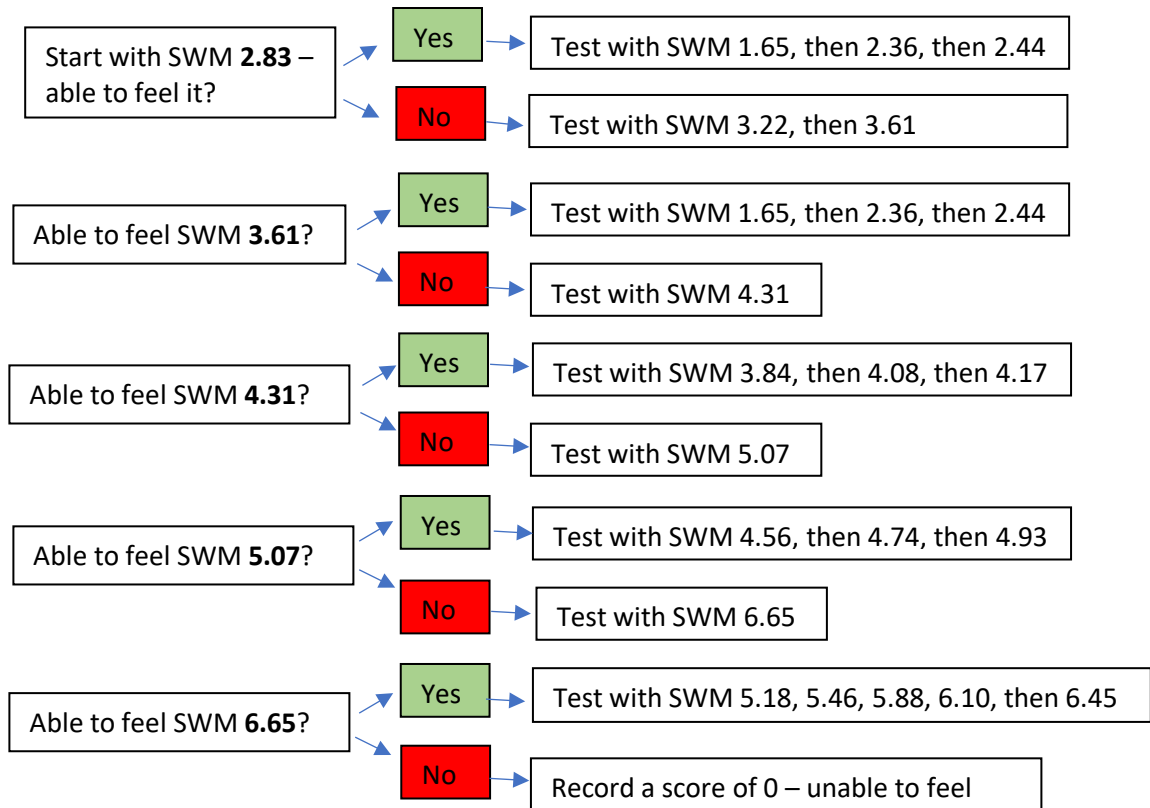 Start with SWM 2.83 –
able to feel it?
Yes
Test with SWM 1.65, then 2.36, then 2.44
No
Test with SWM 3.22, then 3.61
Able to feel SWM 3.61?
Yes
Test with SWM 1.65, then 2.36, then 2.44
No
Test with SWM 4.31
Able to feel SWM 4.31?
Yes
Test with SWM 3.84, then 4.08, then 4.17
No
Test with SWM 5.07
Able to feel SWM 5.07?
Yes
Test with SWM 4.56, then 4.74, then 4.93
No
Test with SWM 6.65
Able to feel SWM 6.65?
Yes
Test with SWM 5.18, 5.46, 5.88, 6.10, then 6.45
No
Record a score of 0 – unable to feel